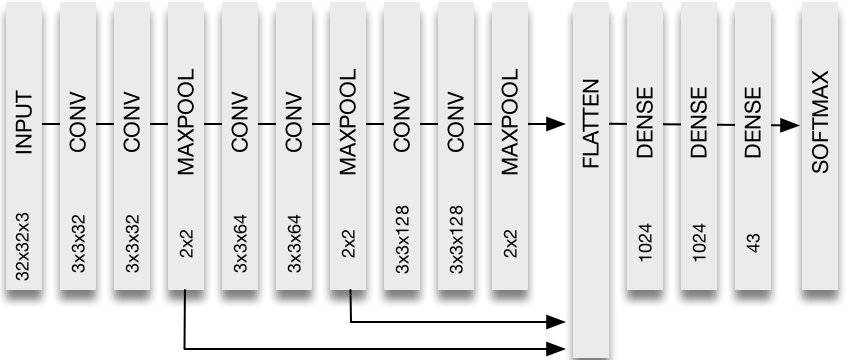 INPUT 32x32x3
CONV 3x3x32
CONV 3x3x32
MAXPOOL 2x2
CONV 3x3x64
CONV 3x3x64
MAXPOOL 2x2
CONV 3x3x128
CONV 3x3x128
MAXPOOL 2x2
FLATTEN
DENSE 1024
DENSE 1024
DENSE 43
SOFTMAX